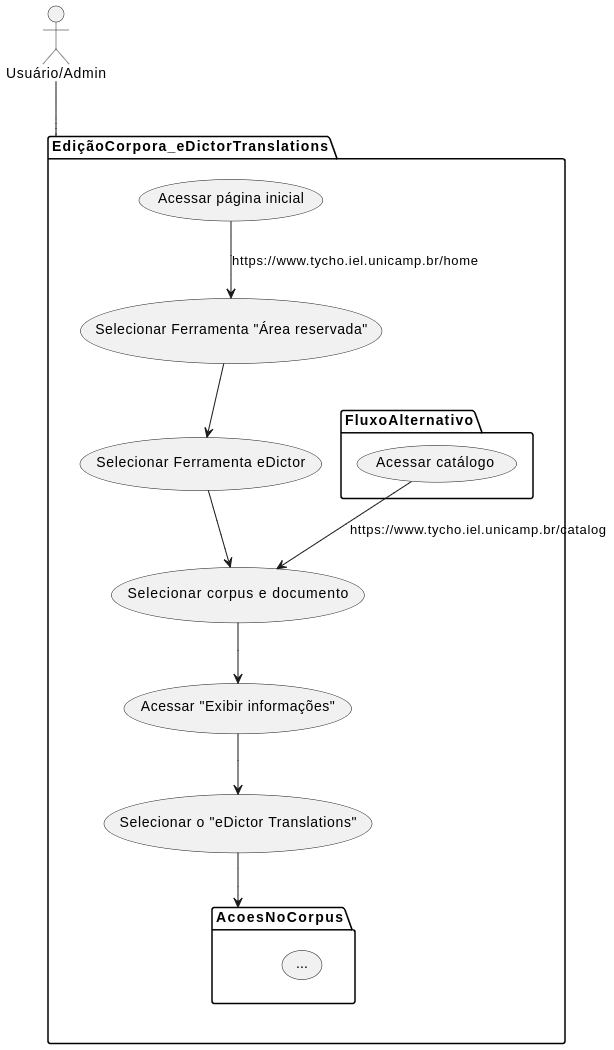 Usuário/Admin
EdiçãoCorpora_eDictorTranslations
Acessar página inicial
https://www.tycho.iel.unicamp.br/home
Selecionar Ferramenta "Área reservada"
FluxoAlternativo
Selecionar Ferramenta eDictor
Acessar catálogo
https://www.tycho.iel.unicamp.br/catalog
Selecionar corpus e documento
Acessar "Exibir informações"
Selecionar o "eDictor Translations"
AcoesNoCorpus
...